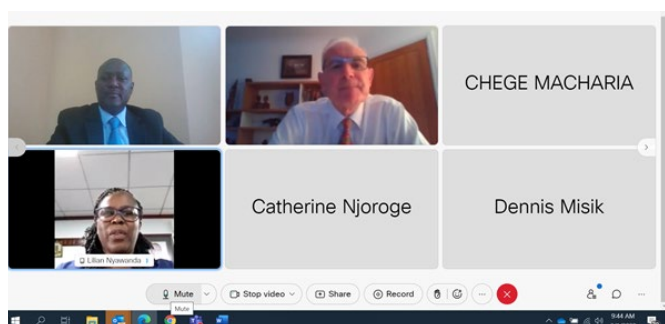 CHEGE MACHARIA
Lilian Nyawanda
Catherine Njoroge
Dennis Misik
Mute
Stop video
Share
Record
Mute
9:44 AM